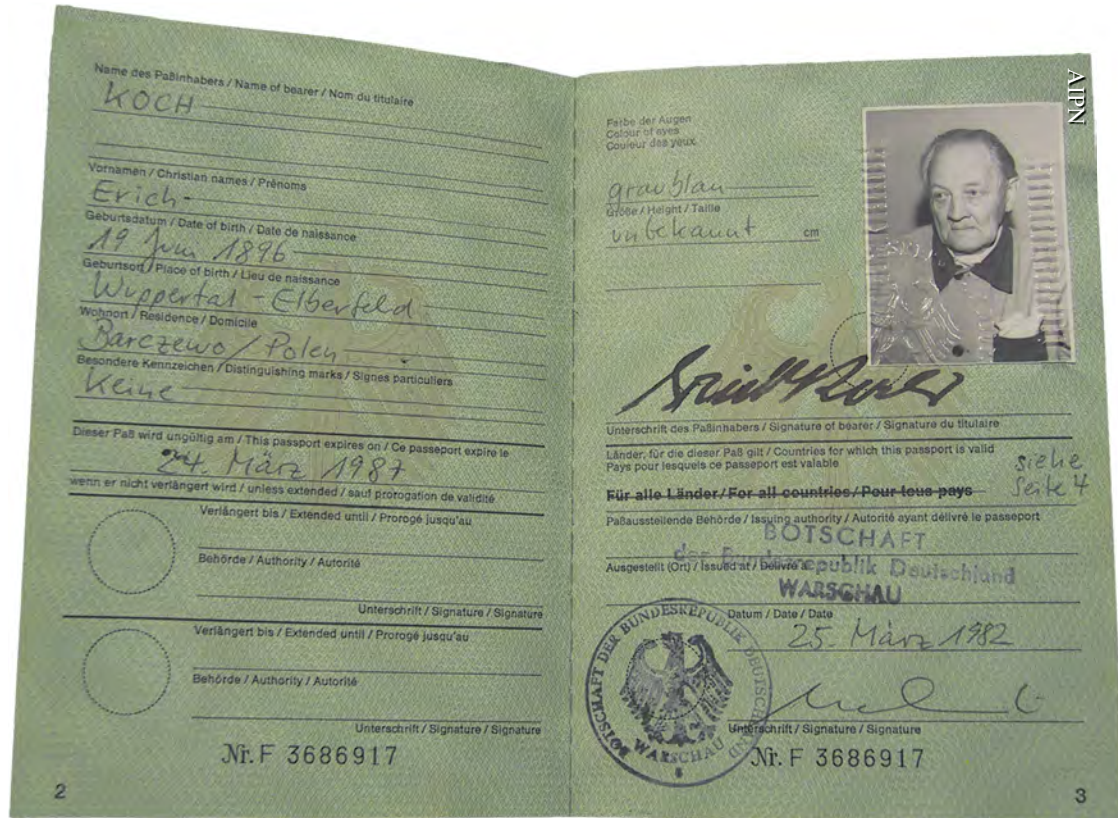 Name des Paßinhabers / Name of bearer / Nom du titulaire
KOCH
Vornamen / Christian names / Prénoms
Erich
Geburtsdatum / Date of birth / Date de naissance
19 Juni 1896
Geburtsort / Place of birth / Lieu de naissance
Wuppertal - Elberfeld
Wohnort / Residence / Domicile
Barczewo / Polen
Besondere Kennzeichen / Distinguishing marks / Signes particuliers
Keine
Dieser Paß wird ungültig am / This passport expires on / Ce passeport expire le
24. März 1987
wenn er nicht verlängert wird / unless extended / sauf prorogation de validité
Verlängert bis / Extended until / Prorogé jusqu'au
Behörde / Authority / Autorité
Unterschrift / Signature / Signature
Verlängert bis / Extended until / Prorogé jusqu'au
Behörde / Authority / Autorité
Unterschrift / Signature / Signature
Nr. F 3686917
2
AIPN
Farbe der Augen
Colour of eyes
Couleur des yeux
graublau
Größe / Height / Taille
unbekannt cm
Erich Koch
Unterschrift des Paßinhabers / Signature of bearer / Signature du titulaire
Länder, für die dieser Paß gilt / Countries for which this passport is valid
Pays pour lesquels ce passeport est valable
siehe
Seite 4
Für alle Länder / For all countries / Pour tous pays
Paßausstellende Behörde / Issuing authority / Autorité ayant délivré le passeport
BOTSCHAFT
der Bundesrepublik Deutschland
Ausgestellt (Ort) / Issued at / Délivré à
WARSCHAU
Datum / Date / Date
25. März 1982
BOTSCHAFT DER BUNDESREPUBLIK DEUTSCHLAND
WARSCHAU
Unterschrift / Signature / Signature
Nr. F 3686917
3